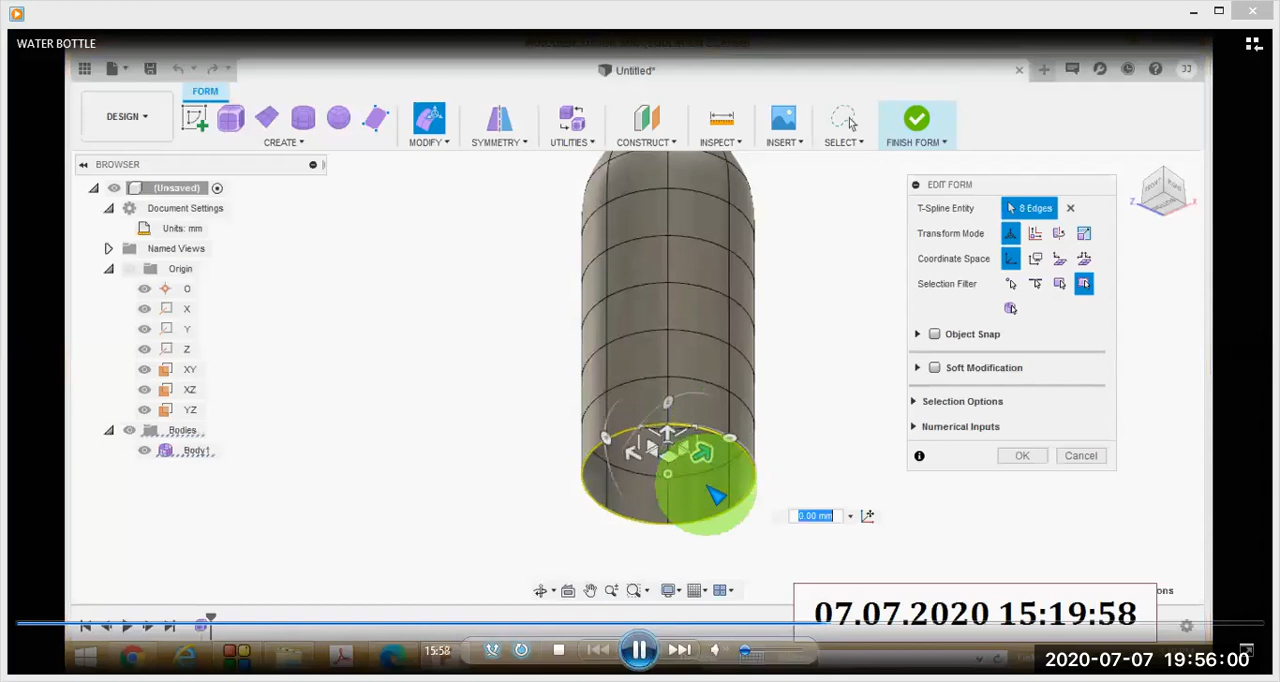 WATER BOTTLE
Untitled*
JJ
FORM
DESIGN
CREATE
MODIFY
SYMMETRY
UTILITIES
CONSTRUCT
INSPECT
INSERT
SELECT
FINISH FORM
BROWSER
(Unsaved)
Document Settings
Units: mm
Named Views
Origin
O
X
Y
Z
XY
XZ
YZ
Bodies
Body1
EDIT FORM
T-Spline Entity
8 Edges
Transform Mode
Coordinate Space
Selection Filter
Object Snap
Soft Modification
Selection Options
Numerical Inputs
OK
Cancel
FRONT
Z
X
0.00 mm
07.07.2020 15:19:58
15:58
2020-07-07 19:56:00